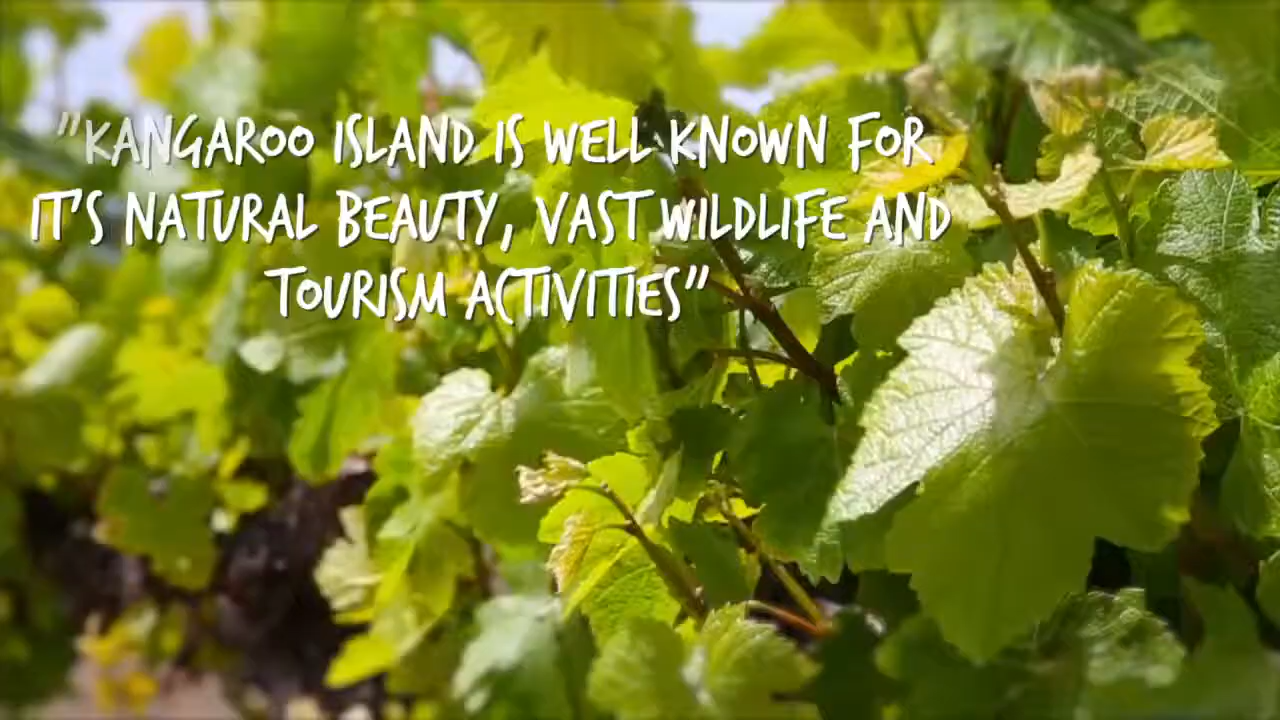 "KANGAROO ISLAND IS WELL KNOWN FOR
IT'S NATURAL BEAUTY, VAST WILDLIFE AND
TOURISM ACTIVITIES"